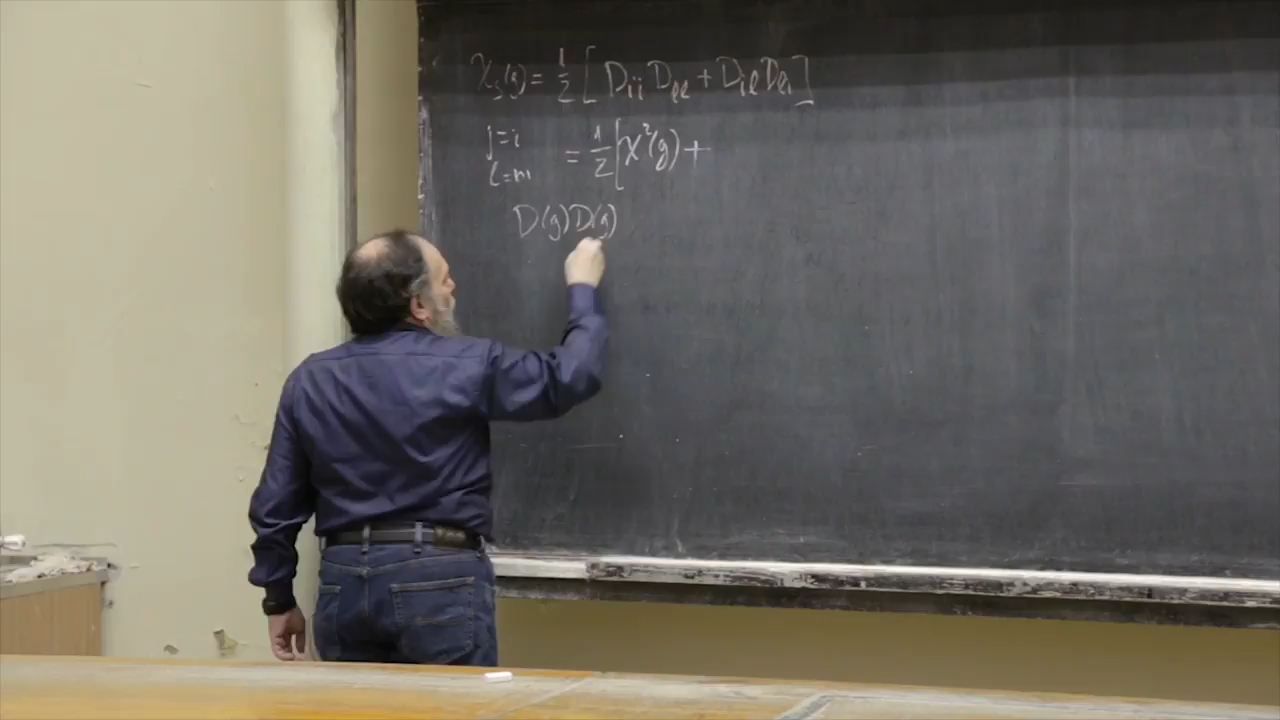 χ_s(g) = 1/2 [ D_ii D_ℓℓ + D_iℓ D_ℓi ]
j = i
ℓ = m
= 1/2 [ χ²(g) +
D(g) D(g)